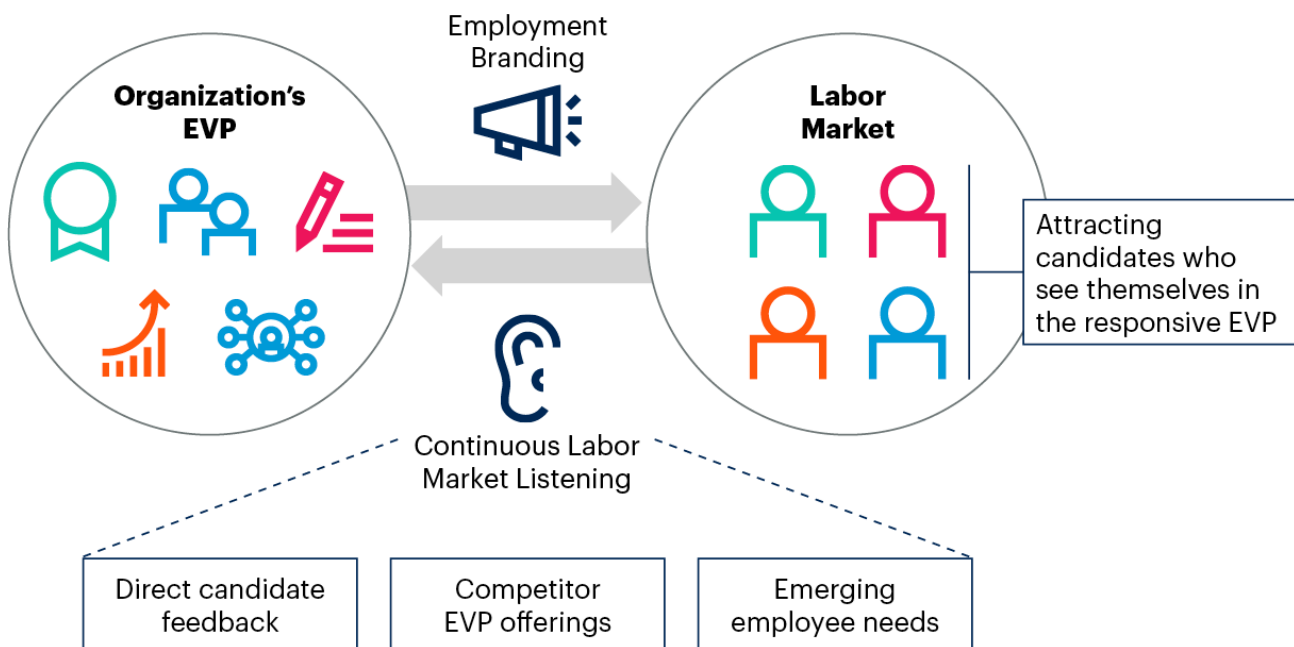 Employment
Branding
Organization's
EVP
Labor
Market
Attracting
candidates who
see themselves in
the responsive EVP
Continuous Labor
Market Listening
Direct candidate
feedback
Competitor
EVP offerings
Emerging
employee needs